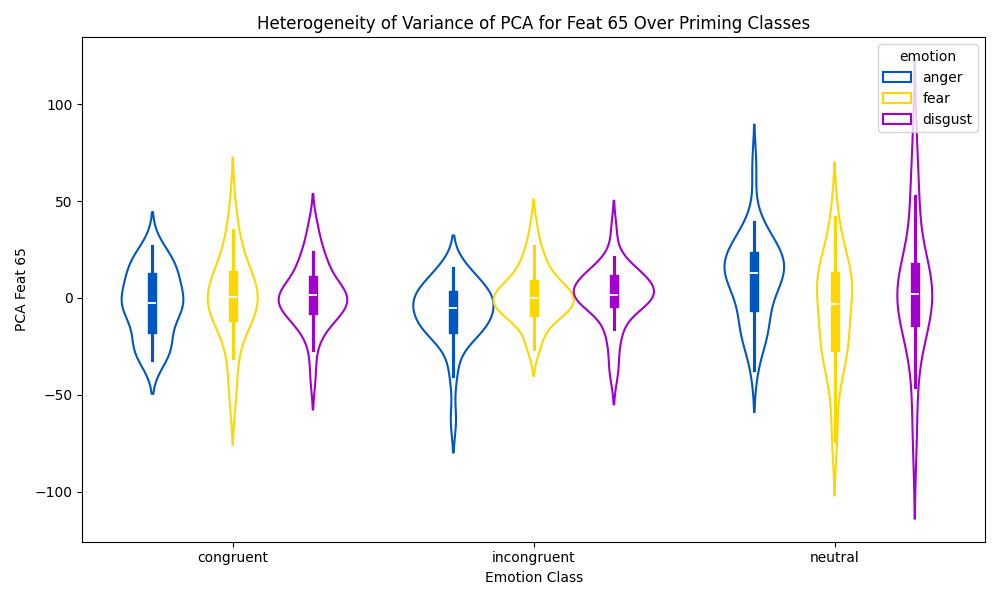 Heterogeneity of Variance of PCA for Feat 65 Over Priming Classes
emotion
anger
fear
disgust
PCA Feat 65
100
50
0
−50
−100
congruent
incongruent
neutral
Emotion Class